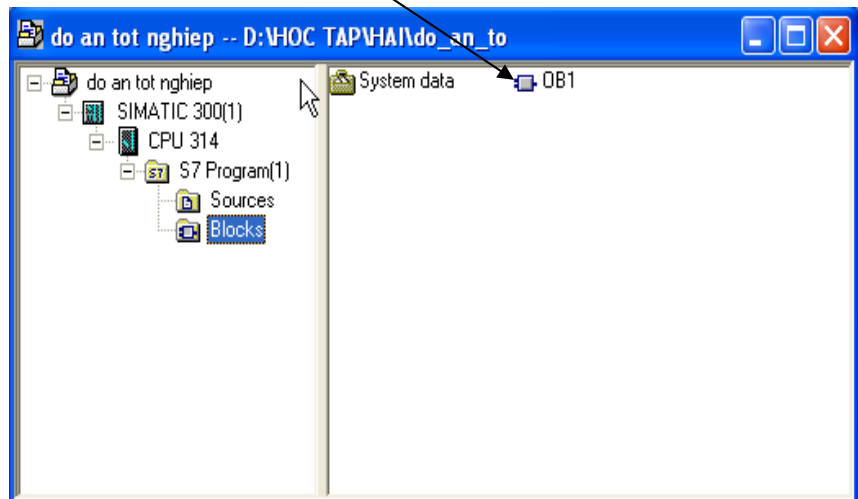 do an tot nghiep -- D:\HOC TAP\HAI\do_an_to
do an tot nghiep
SIMATIC 300(1)
CPU 314
S7 Program(1)
Sources
Blocks
System data
OB1